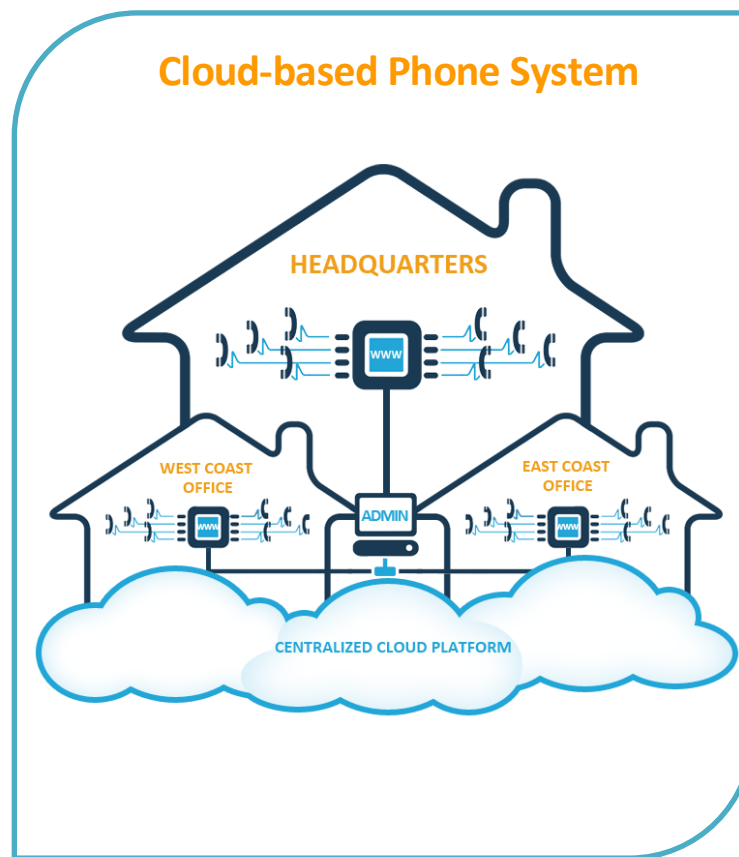 Cloud-based Phone System
HEADQUARTERS
WWW
WEST COAST
OFFICE
EAST COAST
OFFICE
WWW
ADMIN
WWW
CENTRALIZED CLOUD PLATFORM